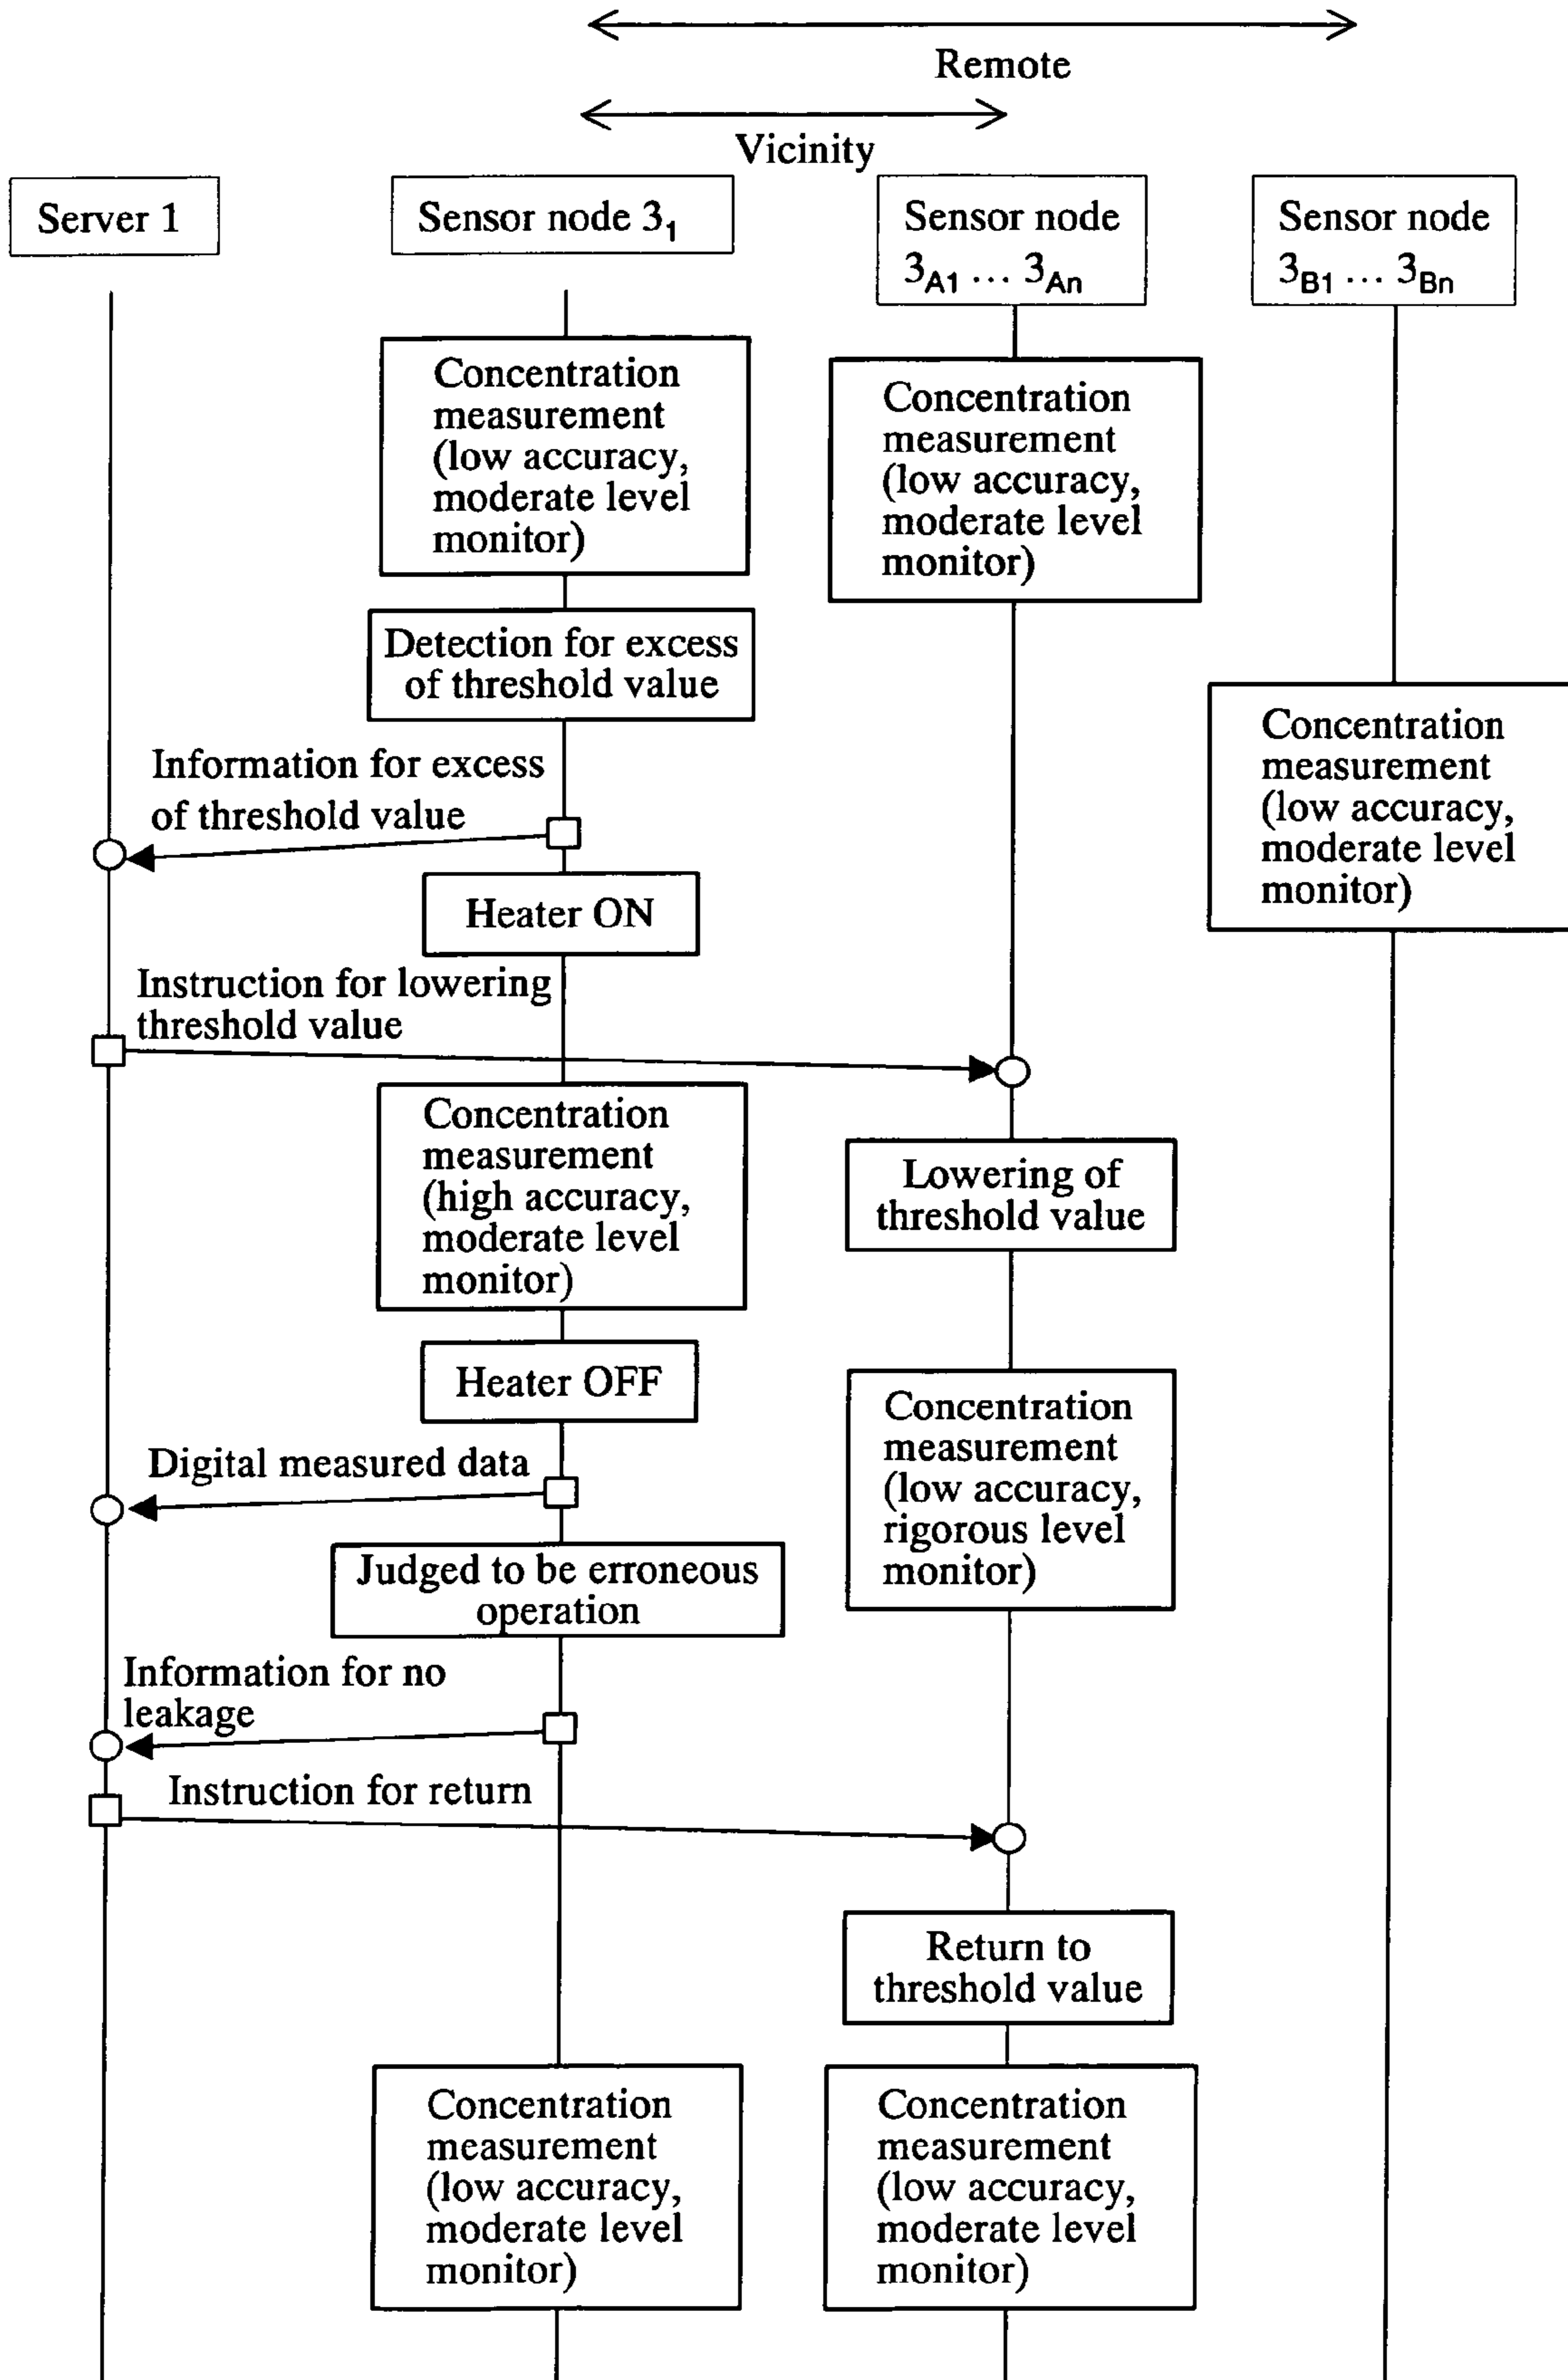 Remote
Vicinity
Server 1
Sensor node 3₁
Sensor node
3A1 ... 3An
Sensor node
3B1 ... 3Bn
Concentration
measurement
(low accuracy,
moderate level
monitor)
Concentration
measurement
(low accuracy,
moderate level
monitor)
Detection for excess
of threshold value
Concentration
measurement
(low accuracy,
moderate level
monitor)
Information for excess
of threshold value
Heater ON
Instruction for lowering
threshold value
Concentration
measurement
(high accuracy,
moderate level
monitor)
Lowering of
threshold value
Heater OFF
Concentration
measurement
(low accuracy,
rigorous level
monitor)
Digital measured data
Judged to be erroneous
operation
Information for no
leakage
Instruction for return
Return to
threshold value
Concentration
measurement
(low accuracy,
moderate level
monitor)
Concentration
measurement
(low accuracy,
moderate level
monitor)